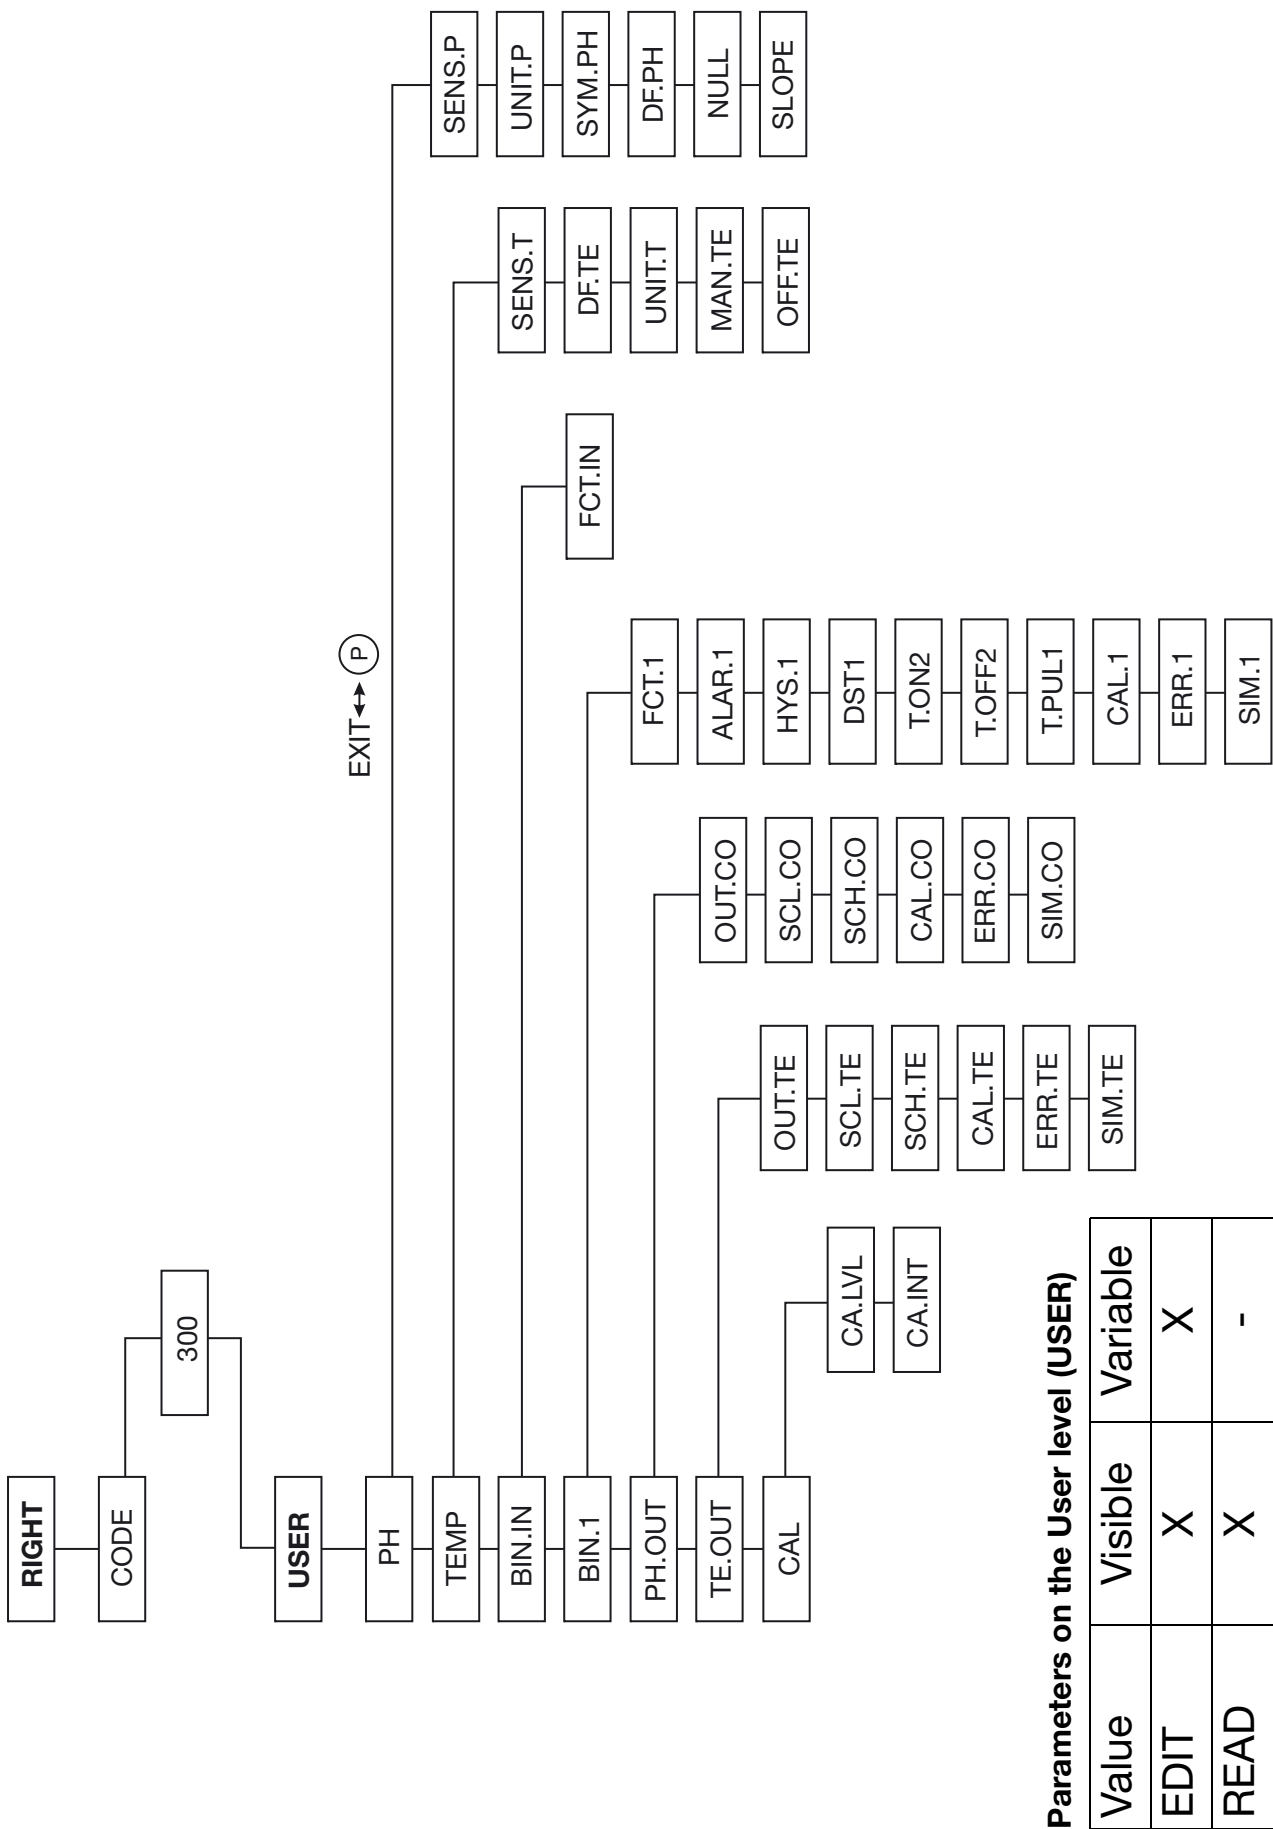 RIGHT
CODE
300
USER
PH
TEMP
BIN.IN
BIN.1
PH.OUT
TE.OUT
CAL
EXIT P
SENS.P
UNIT.P
SYM.PH
DF.PH
NULL
SLOPE
SENS.T
DF.TE
UNIT.T
MAN.TE
OFF.TE
FCT.IN
FCT.1
ALAR.1
HYS.1
DST1
T.ON2
T.OFF2
T.PUL1
CAL.1
ERR.1
SIM.1
OUT.CO
SCL.CO
SCH.CO
CAL.CO
ERR.CO
SIM.CO
OUT.TE
SCL.TE
SCH.TE
CAL.TE
ERR.TE
SIM.TE
CA.LVL
CA.INT
Parameters on the User level (USER)
Value Visible Variable
EDIT X X
READ X -